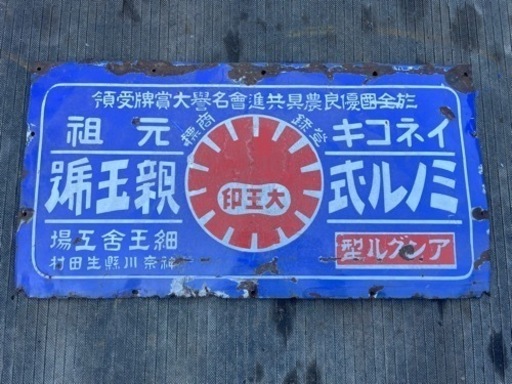 於全國優良農具共進會名譽大賞牌受領
イネコキ
元祖
登録商標
ミノル式
親玉號
大王印
アングル型
細王舍工場
神奈川縣生田村